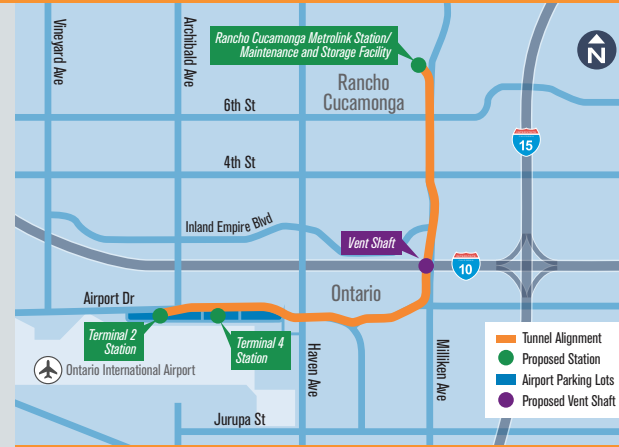 Vineyard Ave
Archibald Ave
Rancho Cucamonga Metrolink Station/
Maintenance and Storage Facility
N
Rancho
Cucamonga
6th St
15
4th St
Inland Empire Blvd
Vent Shaft
10
Airport Dr
Ontario
Terminal 2
Station
Terminal 4
Station
Haven Ave
Milliken Ave
Ontario International Airport
Jurupa St
Tunnel Alignment
Proposed Station
Airport Parking Lots
Proposed Vent Shaft